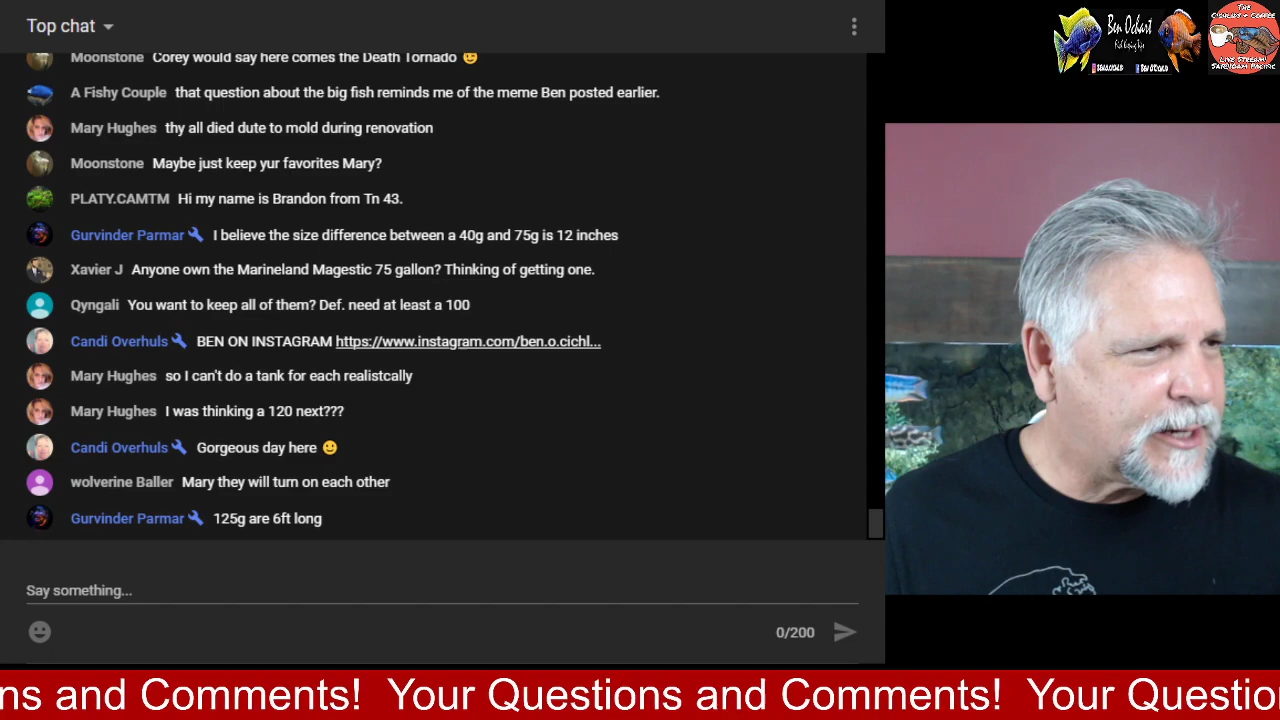 Top chat
Moonstone Corey would say here comes the Death Tornado
A Fishy Couple that question about the big fish reminds me of the meme Ben posted earlier.
Mary Hughes thy all died dute to mold during renovation
Moonstone Maybe just keep yur favorites Mary?
PLATY.CAMTM Hi my name is Brandon from Tn 43.
Gurvinder Parmar I believe the size difference between a 40g and 75g is 12 inches
Xavier J Anyone own the Marineland Magestic 75 gallon? Thinking of getting one.
Qyngali You want to keep all of them? Def. need at least a 100
Candi Overhuls BEN ON INSTAGRAM https://www.instagram.com/ben.o.cichl...
Mary Hughes so I can't do a tank for each realistcally
Mary Hughes I was thinking a 120 next???
Candi Overhuls Gorgeous day here
wolverine Baller Mary they will turn on each other
Gurvinder Parmar 125g are 6ft long
Say something...
0/200
Ben Ochart
THE
ns and Comments! Your Questions and Comments! Your Questio